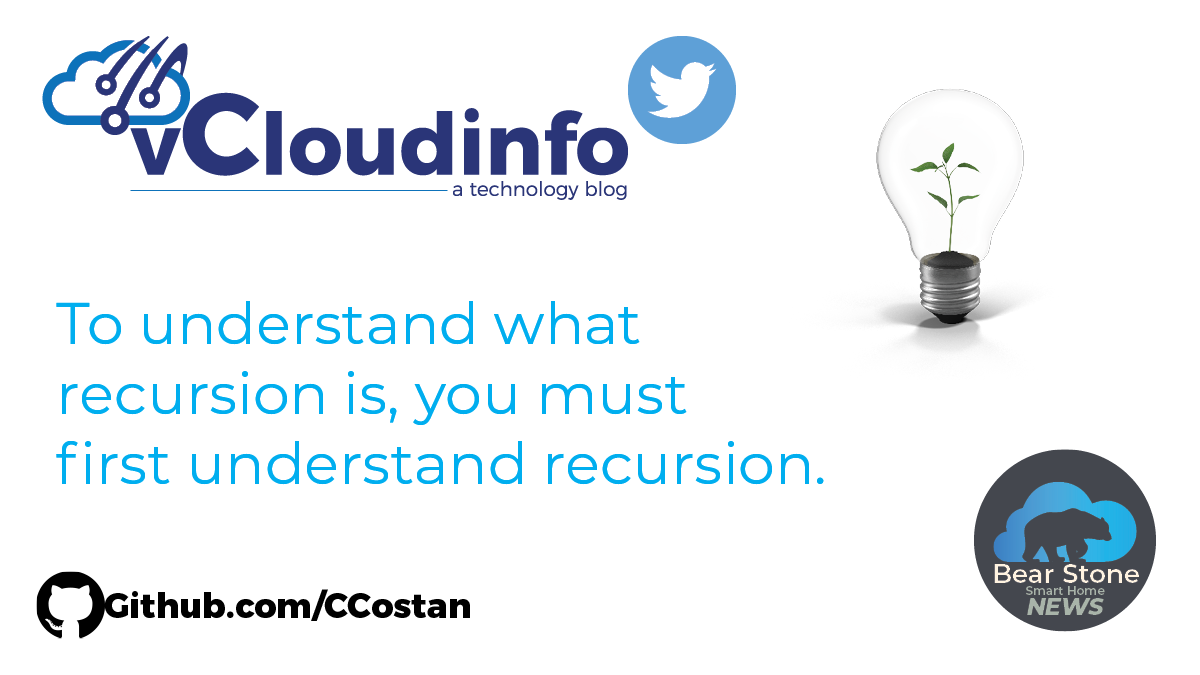 vCloudinfo
a technology blog
To understand what
recursion is, you must
first understand recursion.
Github.com/CCostan
Bear Stone
Smart Home
NEWS